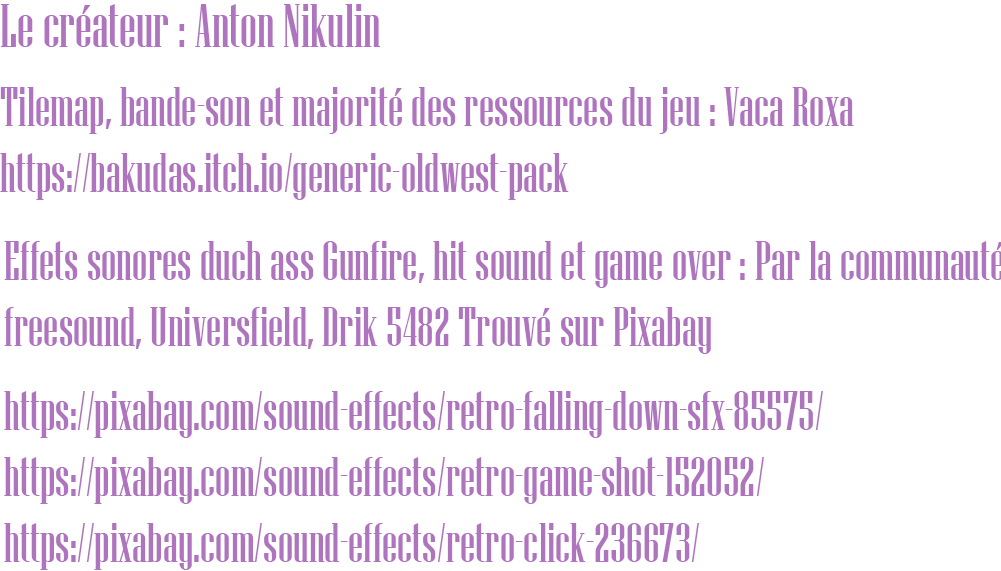 Le créateur : Anton Nikulin
Tilemap, bande-son et majorité des ressources du jeu : Vaca Roxa
https://bakudas.itch.io/generic-oldwest-pack
Effets sonores duch ass Gunfire, hit sound et game over : Par la communauté
freesound, Universfield, Drik 5482 Trouvé sur Pixabay
https://pixabay.com/sound-effects/retro-falling-down-sfx-85575/
https://pixabay.com/sound-effects/retro-game-shot-152052/
https://pixabay.com/sound-effects/retro-click-236673/